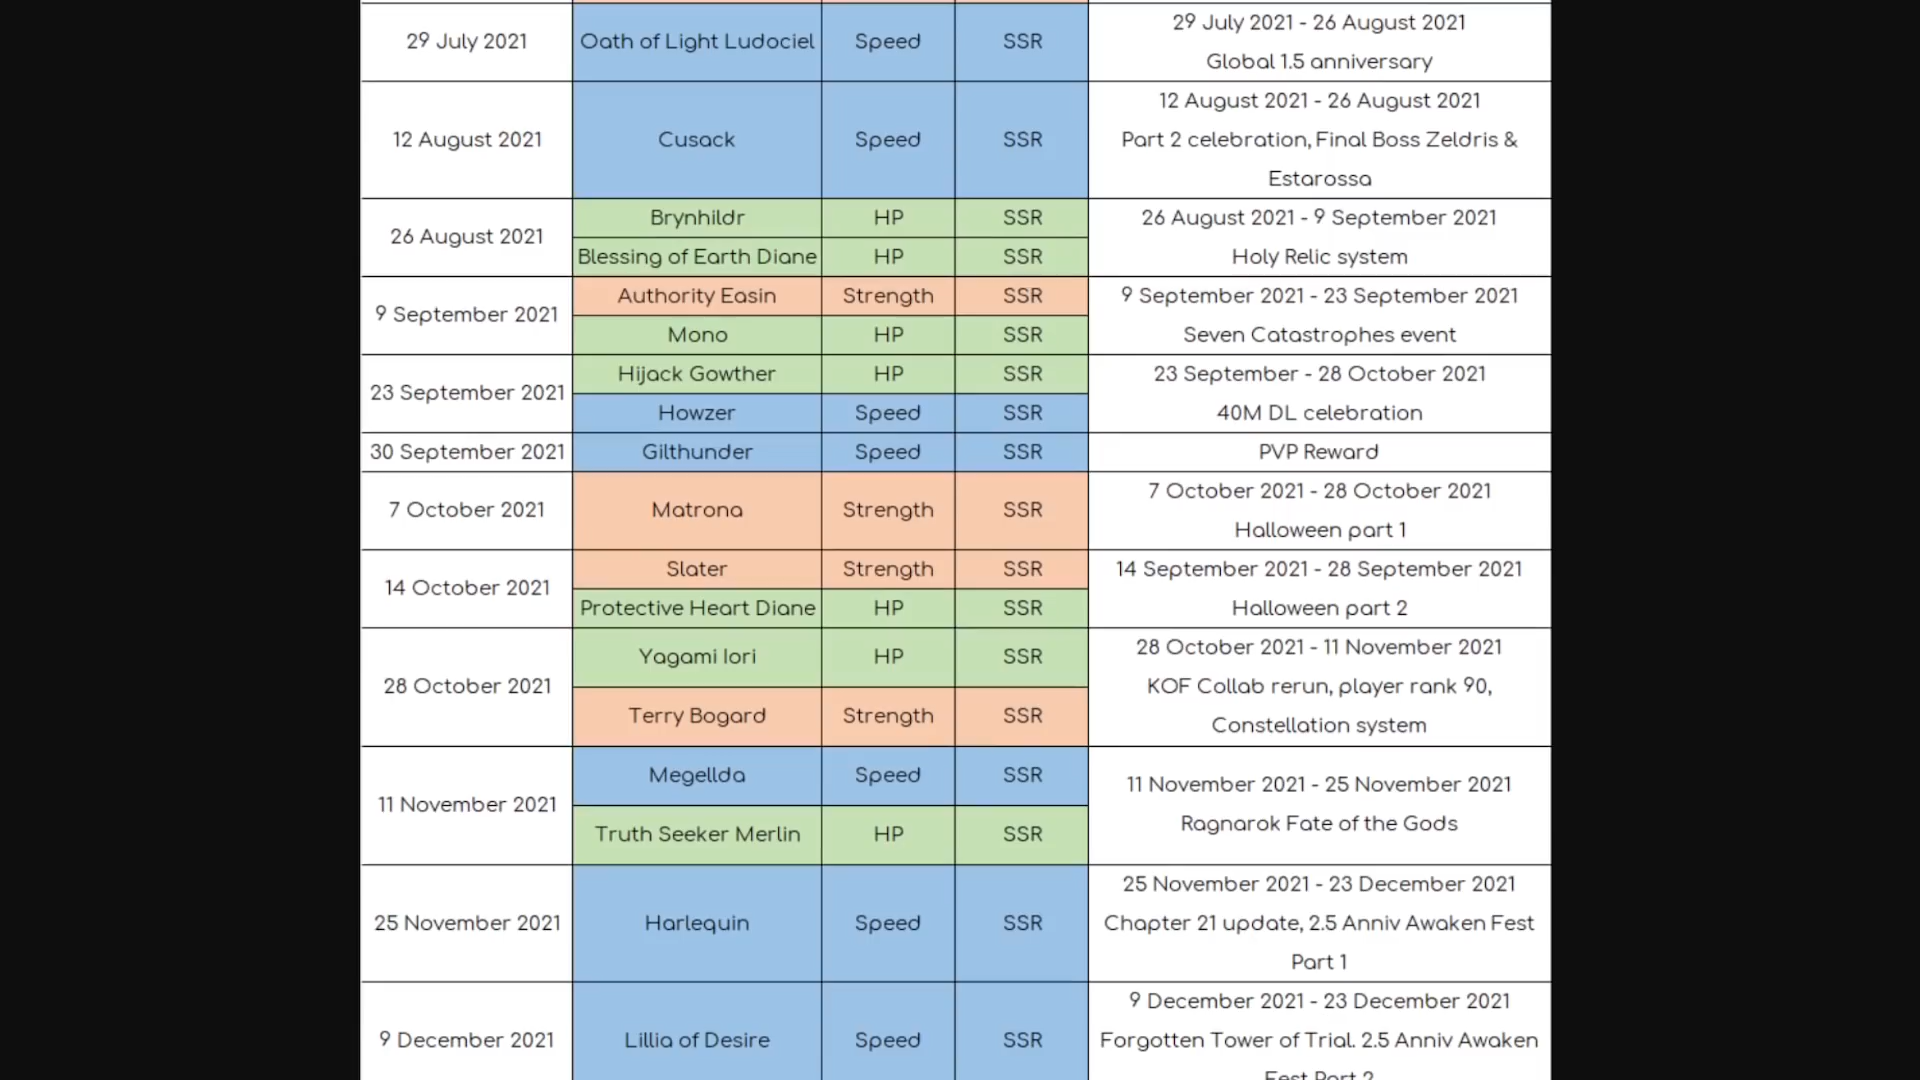 29 July 2021
Oath of Light Ludociel
Speed
SSR
29 July 2021 - 26 August 2021
Global 1.5 anniversary
12 August 2021
Cusack
Speed
SSR
12 August 2021 - 26 August 2021
Part 2 celebration, Final Boss Zeldris &
Estarossa
26 August 2021
Brynhildr
HP
SSR
Blessing of Earth Diane
HP
SSR
26 August 2021 - 9 September 2021
Holy Relic system
9 September 2021
Authority Easin
Strength
SSR
Mono
HP
SSR
9 September 2021 - 23 September 2021
Seven Catastrophes event
23 September 2021
Hijack Gowther
HP
SSR
Howzer
Speed
SSR
23 September - 28 October 2021
40M DL celebration
30 September 2021
Gilthunder
Speed
SSR
PVP Reward
7 October 2021
Matrona
Strength
SSR
7 October 2021 - 28 October 2021
Halloween part 1
14 October 2021
Slater
Strength
SSR
Protective Heart Diane
HP
SSR
14 September 2021 - 28 September 2021
Halloween part 2
28 October 2021
Yagami Iori
HP
SSR
Terry Bogard
Strength
SSR
28 October 2021 - 11 November 2021
KOF Collab rerun, player rank 90,
Constellation system
11 November 2021
Megellda
Speed
SSR
Truth Seeker Merlin
HP
SSR
11 November 2021 - 25 November 2021
Ragnarok Fate of the Gods
25 November 2021
Harlequin
Speed
SSR
25 November 2021 - 23 December 2021
Chapter 21 update, 2.5 Anniv Awaken Fest
Part 1
9 December 2021
Lillia of Desire
Speed
SSR
9 December 2021 - 23 December 2021
Forgotten Tower of Trial. 2.5 Anniv Awaken
Fest Part 2